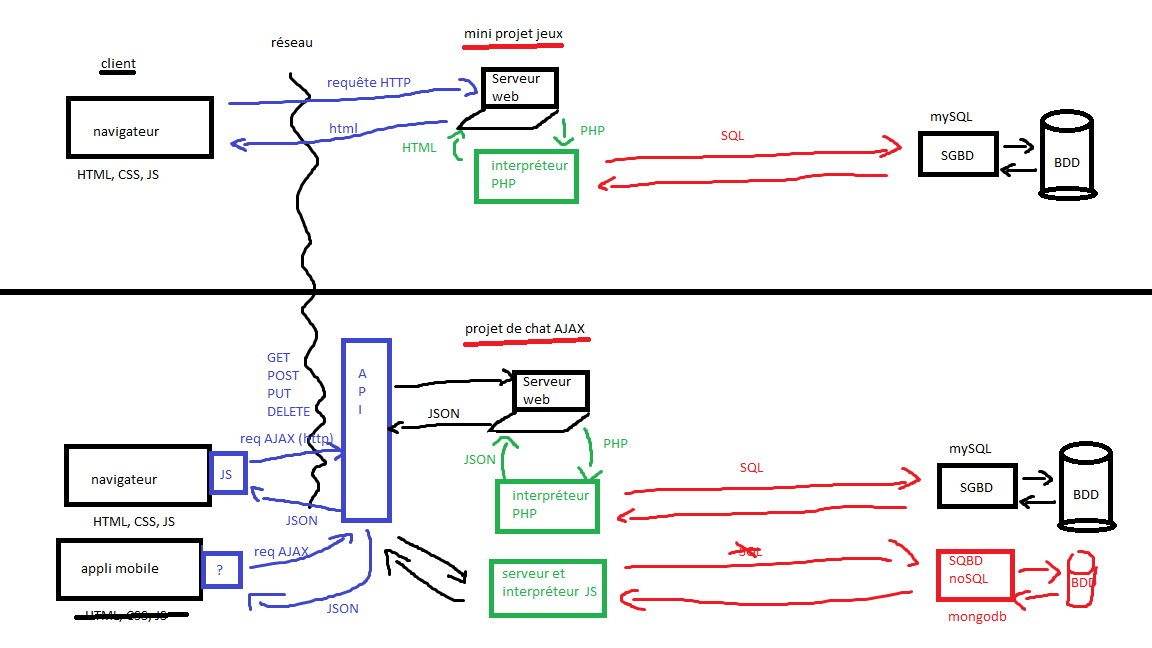 mini projet jeux
réseau
client
requête HTTP
Serveur
web
mySQL
navigateur
html
PHP
SQL
HTML
SGBD
BDD
interpréteur
PHP
HTML, CSS, JS
projet de chat AJAX
GET
POST
PUT
DELETE
A
P
I
Serveur
web
JSON
req AJAX (http)
PHP
mySQL
JSON
SQL
navigateur
JS
SGBD
BDD
interpréteur
PHP
HTML, CSS, JS
JSON
req AJAX
SQL
appli mobile
?
serveur et
interpréteur JS
SQBD
noSQL
BDD
HTML, CSS, JS
JSON
mongodb